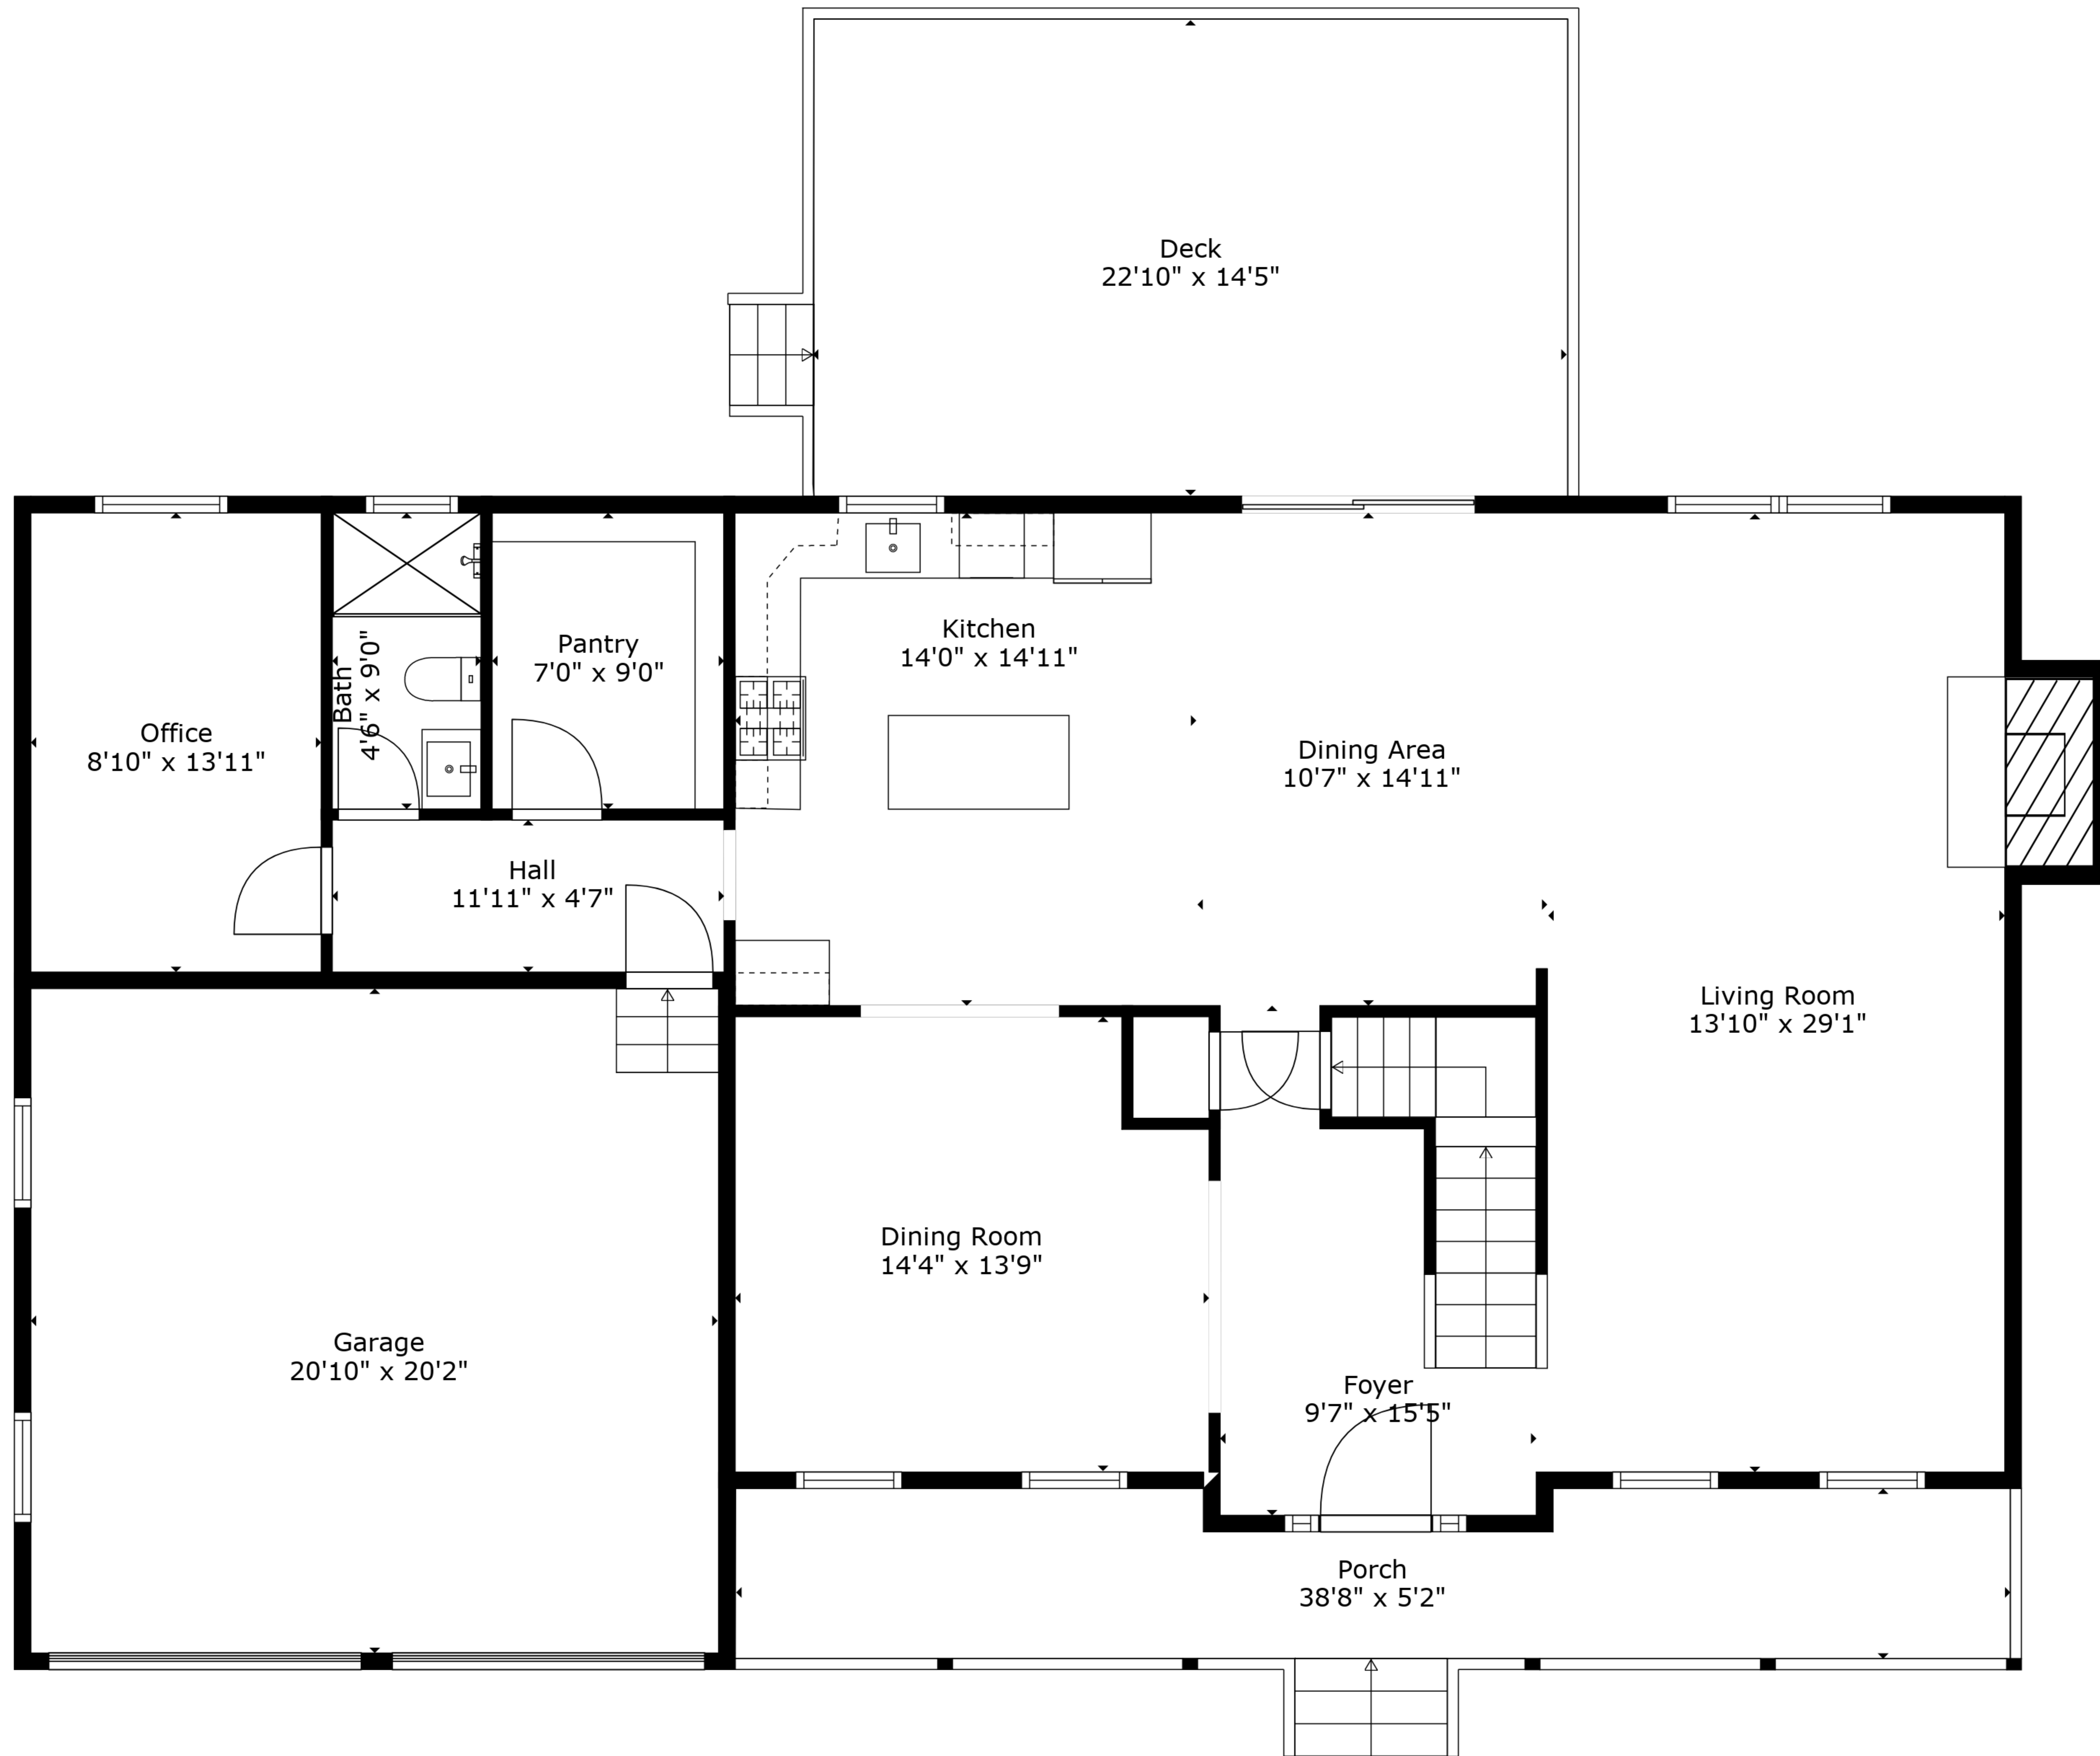 Deck
22'10" x 14'5"
Kitchen
14'0" x 14'11"
Pantry
7'0" x 9'0"
Bath
4'6" x 9'0"
Office
8'10" x 13'11"
Dining Area
10'7" x 14'11"
Hall
11'11" x 4'7"
Living Room
13'10" x 29'1"
Dining Room
14'4" x 13'9"
Garage
20'10" x 20'2"
Foyer
9'7" x 15'5"
Porch
38'8" x 5'2"